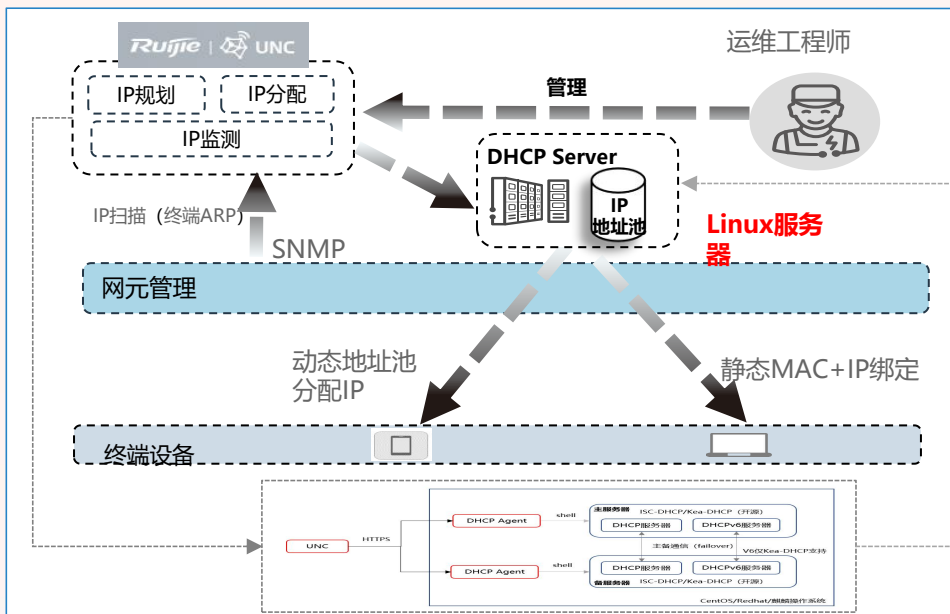 Ruijie | UNC
运维工程师
IP规划
IP分配
IP监测
管理
DHCP Server
IP
地址池
IP扫描（终端ARP）
SNMP
Linux服务
器
网元管理
动态地址池
分配IP
静态MAC+IP绑定
终端设备
UNC
HTTPS
DHCP Agent
shell
主服务器 ISC-DHCP/Kea-DHCP（开源）
DHCP服务器
DHCPv6服务器
主备通信（failover）
V6仅Kea-DHCP支持
DHCP Agent
shell
DHCP服务器
DHCPv6服务器
备服务器 ISC-DHCP/Kea-DHCP（开源）
CentOS/Redhat/麒麟操作系统